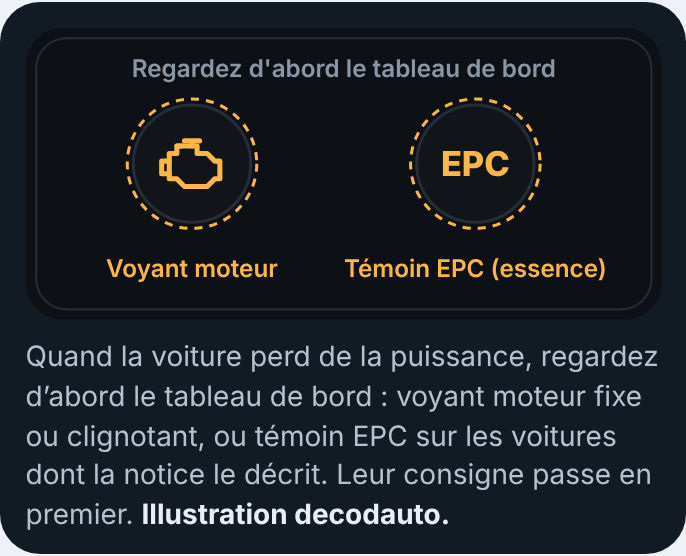 Regardez d'abord le tableau de bord
EPC
Voyant moteur
Témoin EPC (essence)
Quand la voiture perd de la puissance, regardez
d’abord le tableau de bord : voyant moteur fixe
ou clignotant, ou témoin EPC sur les voitures
dont la notice le décrit. Leur consigne passe en
premier. Illustration decodauto.